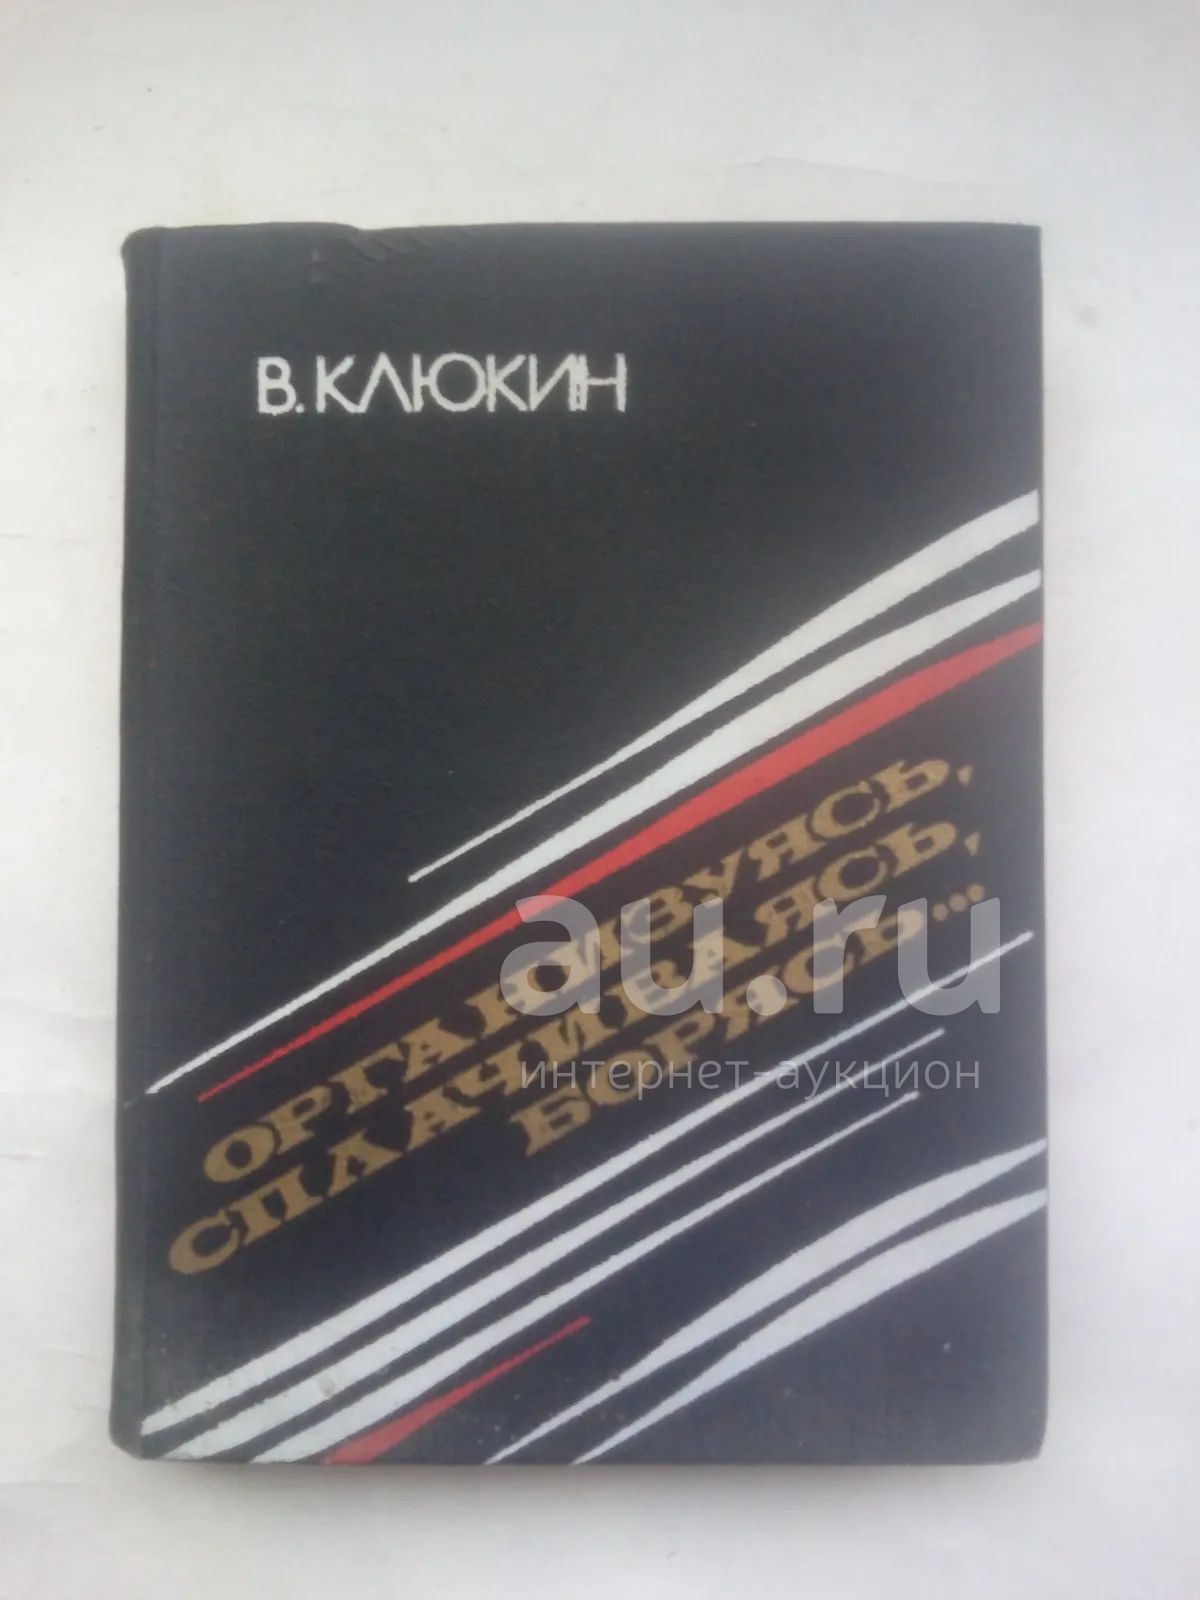 В. КЛЮКИН
ОРГАНИЗУЯСЬ,
СПЛАЧИВАЯСЬ,
БОРЯСЬ...
au.ru
интернет-аукцион